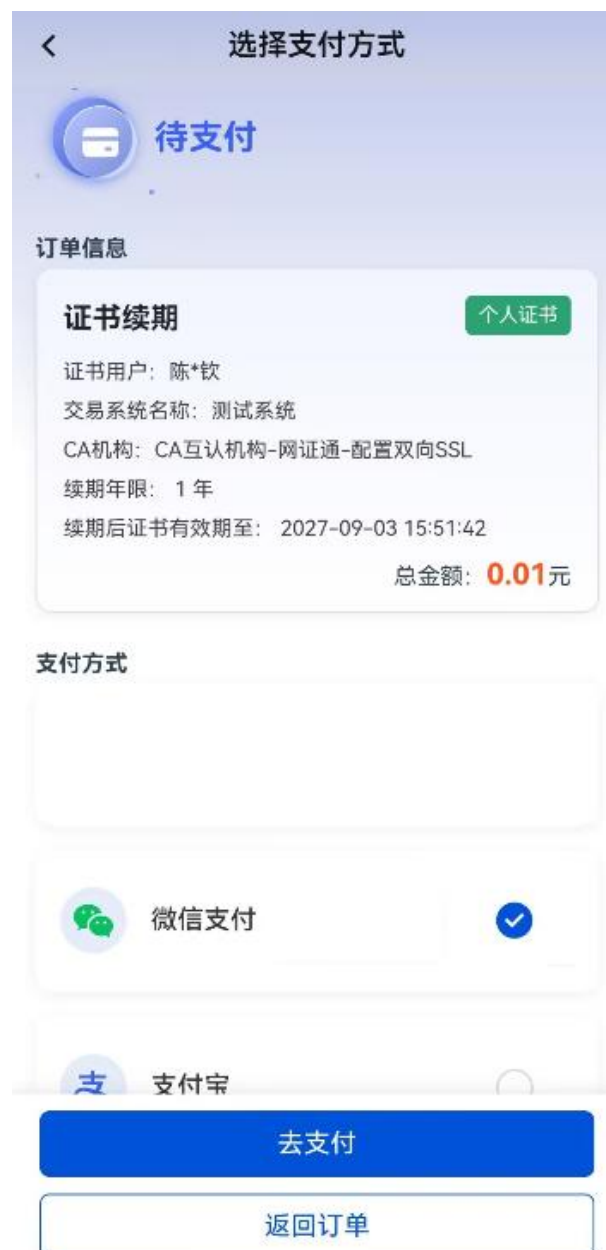 选择支付方式
待支付
订单信息
证书续期
个人证书
证书用户：陈*钦
交易系统名称：测试系统
CA机构：CA互认机构-网证通-配置双向SSL
续期年限： 1 年
续期后证书有效期至： 2027-09-03 15:51:42
总金额：0.01元
支付方式
微信支付
支付宝
去支付
返回订单